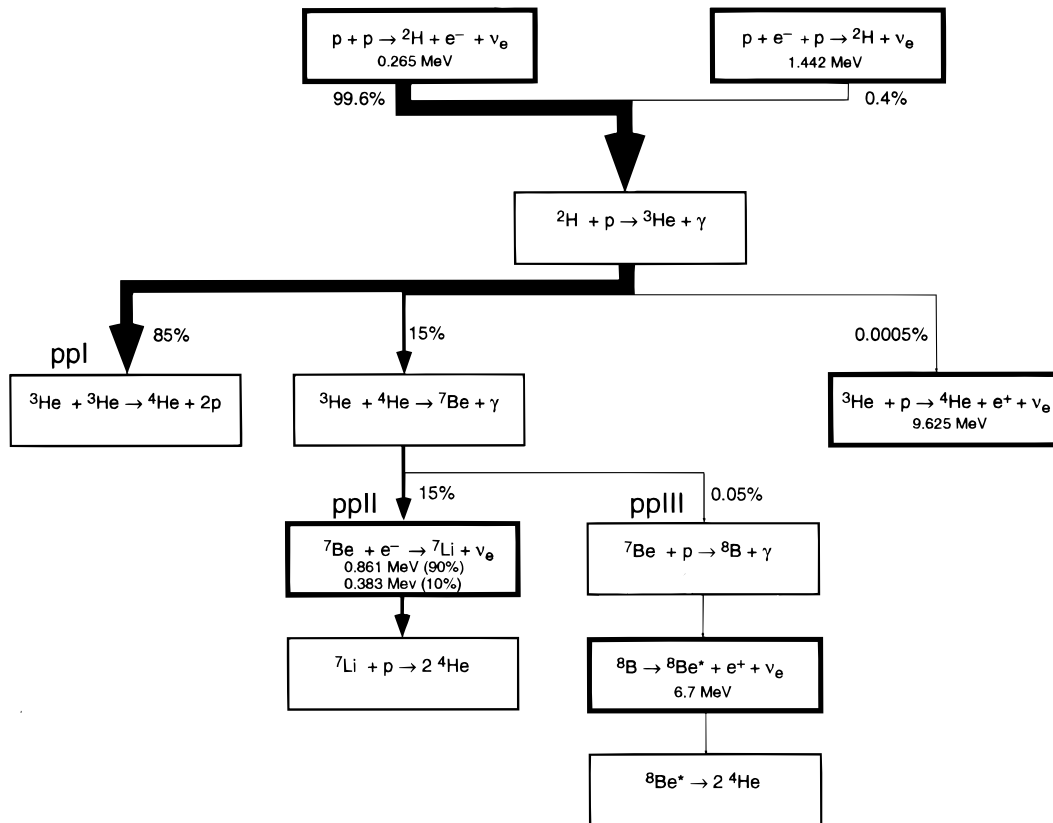 p + p → ²H + e⁻ + νₑ
0.265 MeV
p + e⁻ + p → ²H + νₑ
1.442 MeV
99.6%
0.4%
²H + p → ³He + γ
ppI
85%
15%
0.0005%
³He + ³He → ⁴He + 2p
³He + ⁴He → ⁷Be + γ
³He + p → ⁴He + e⁺ + νₑ
9.625 MeV
ppII
15%
ppIII
0.05%
⁷Be + e⁻ → ⁷Li + νₑ
0.861 MeV (90%)
0.383 Mev (10%)
⁷Be + p → ⁸B + γ
⁷Li + p → 2 ⁴He
⁸B → ⁸Be* + e⁺ + νₑ
6.7 MeV
⁸Be* → 2 ⁴He